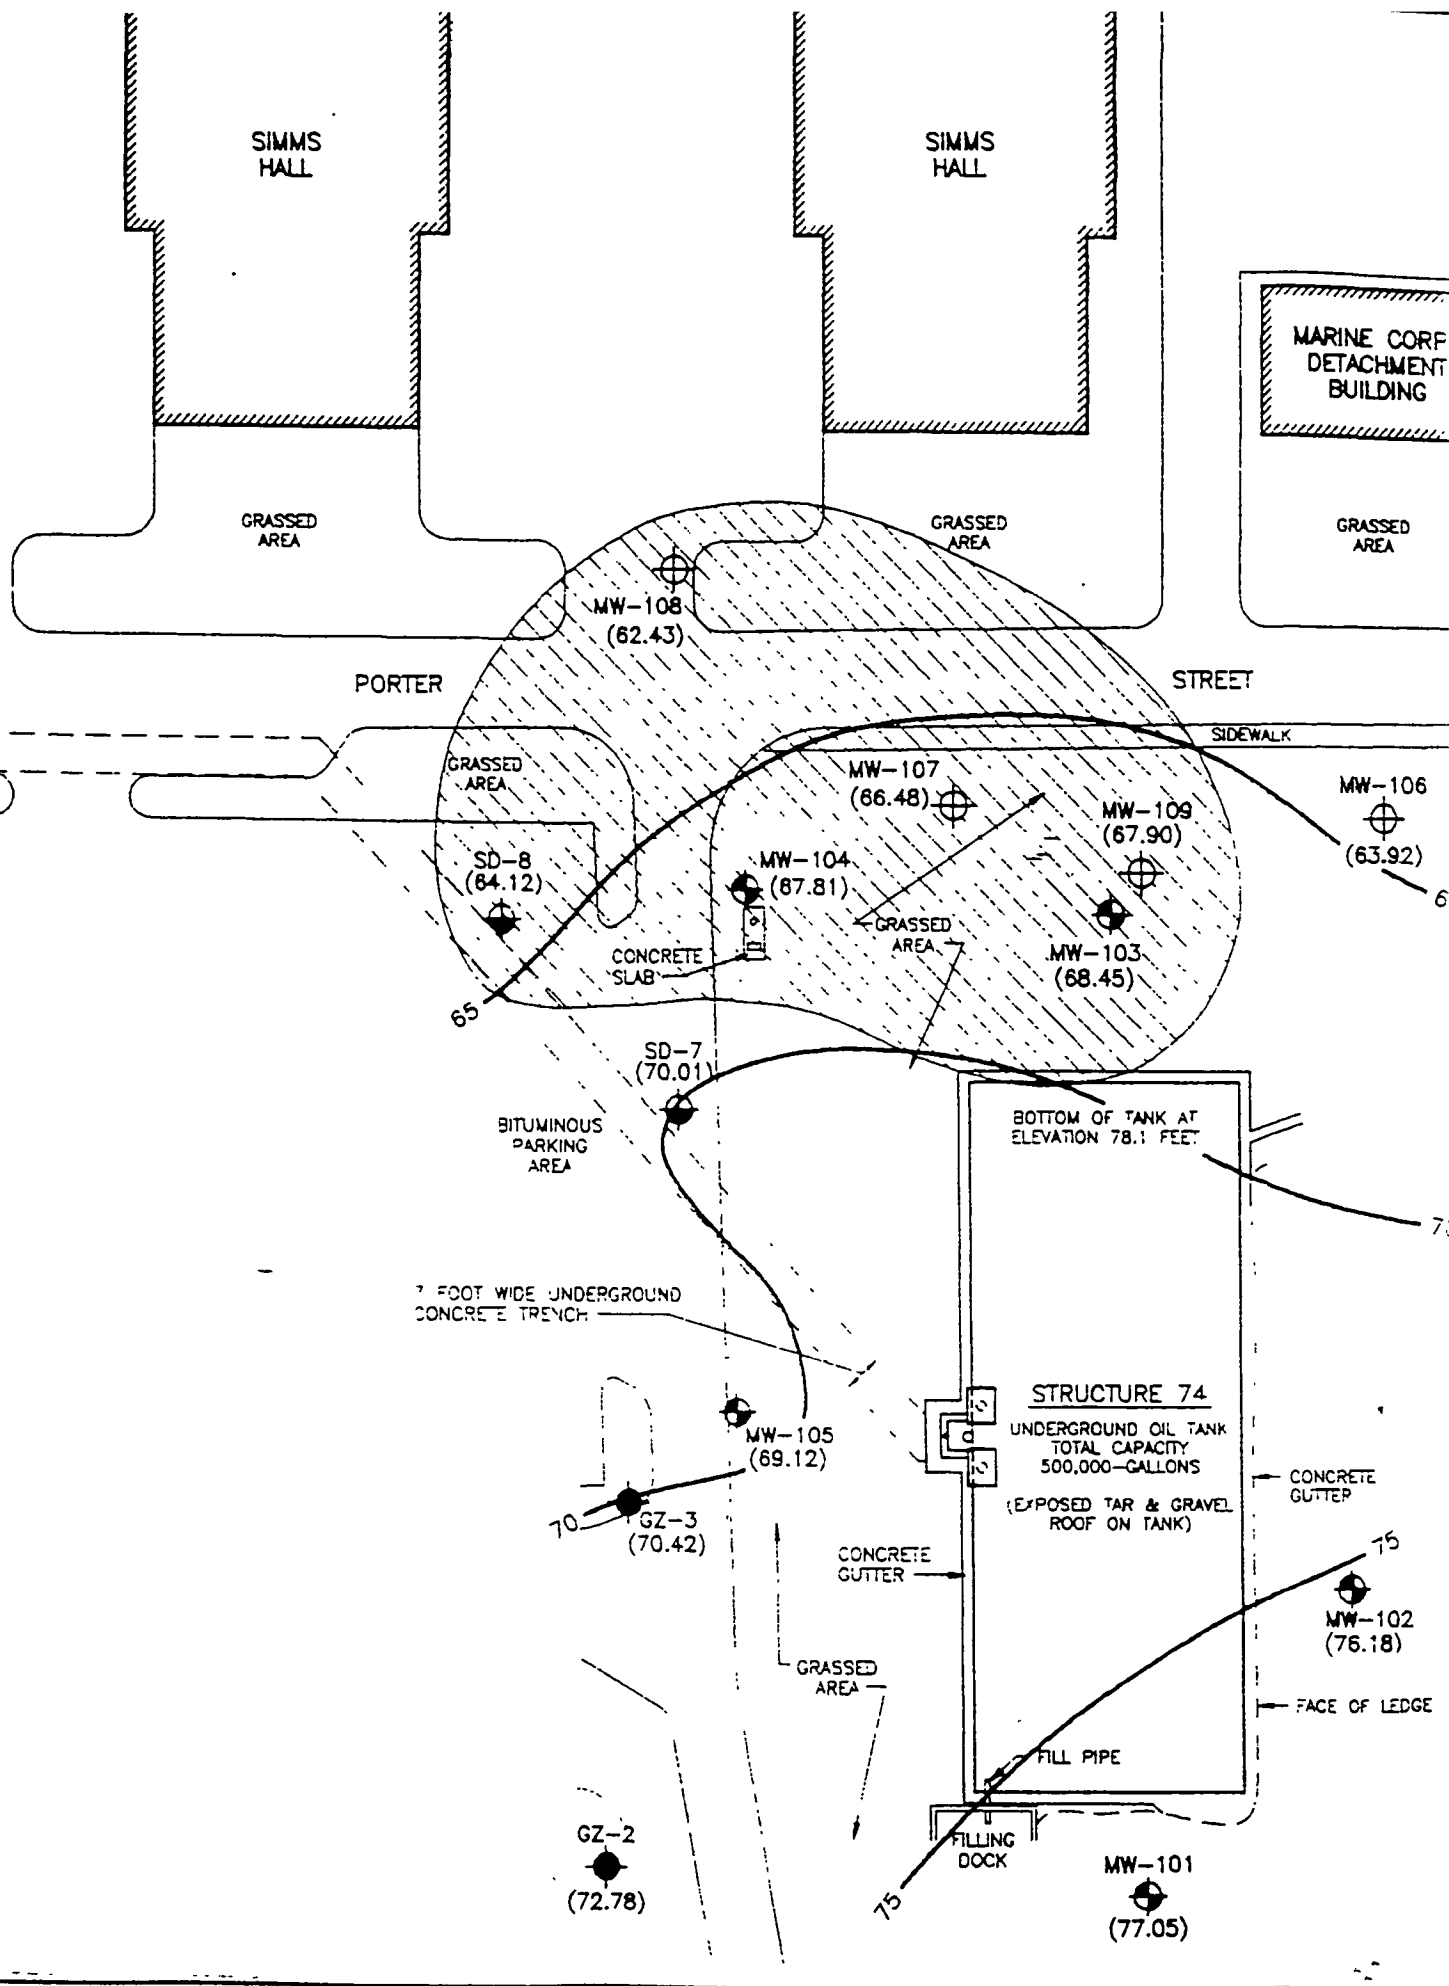 SIMMS
HALL
SIMMS
HALL
MARINE CORP
DETACHMENT
BUILDING
GRASSED
AREA
GRASSED
AREA
GRASSED
AREA
MW-108
(62.43)
PORTER
STREET
SIDEWALK
GRASSED
AREA
MW-107
(66.48)
MW-106
(63.92)
MW-109
(67.90)
SD-8
(64.12)
MW-104
(67.81)
GRASSED
AREA
CONCRETE
SLAB
MW-103
(68.45)
65
6
SD-7
(70.01)
BITUMINOUS
PARKING
AREA
BOTTOM OF TANK AT
ELEVATION 78.1 FEET
7
FOOT WIDE UNDERGROUND
CONCRETE TRENCH
STRUCTURE 74
UNDERGROUND OIL TANK
TOTAL CAPACITY
500,000-GALLONS
(EXPOSED TAR & GRAVEL
ROOF ON TANK)
MW-105
(69.12)
CONCRETE
GUTTER
70
GZ-3
(70.42)
CONCRETE
GUTTER
75
MW-102
(76.18)
GRASSED
AREA
FACE OF LEDGE
FILL PIPE
FILLING
DOCK
GZ-2
(72.78)
75
MW-101
(77.05)